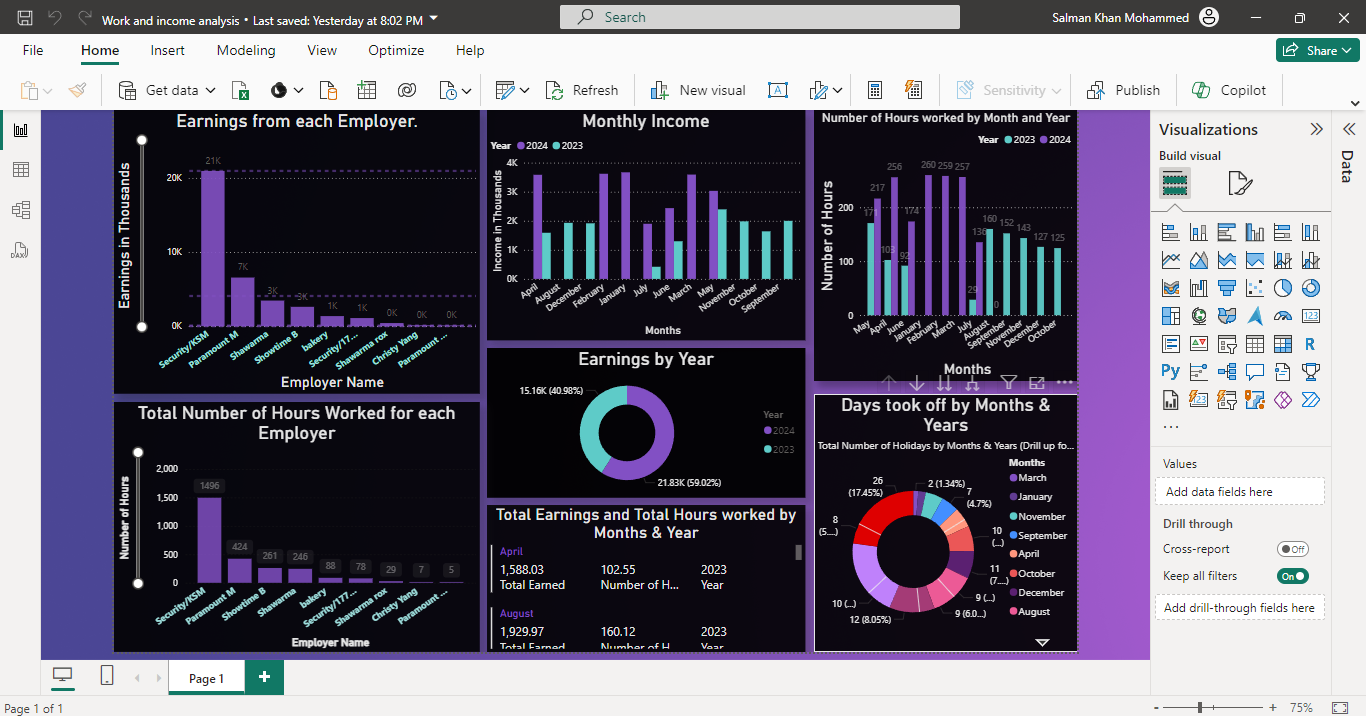 Work and income analysis • Last saved: Yesterday at 8:02 PM
Search
Salman Khan Mohammed
File
Home
Insert
Modeling
View
Optimize
Help
Share
Get data
Refresh
New visual
Sensitivity
Publish
Copilot
Earnings from each Employer.
Earnings in Thousands
20K
10K
0K
21K
7K
3K
3K
1K
1K
0K
0K
0K
Security/KSM
Paramount M
Shawarma
Showtime B
bakery
Security/17...
Shawarma rox
Christy Yang
Paramount ...
Employer Name
Total Number of Hours Worked for each
Employer
Number of Hours
2,000
1,500
1,000
500
0
1496
424
261
246
88
78
29
7
5
Security/KSM
Paramount M
Showtime B
Shawarma
bakery
Security/177...
Shawarma rox
Christy Yang
Paramount ...
Employer Name
Monthly Income
Year 2024 2023
Income in Thousands
4K
3K
2K
1K
0K
April
August
December
February
January
July
June
March
May
November
October
September
Months
Earnings by Year
15.16K (40.98%)
21.83K (59.02%)
Year
2024
2023
Total Earnings and Total Hours worked by
Months & Year
April
1,588.03 102.55 2023
Total Earned Number of H... Year
August
1,929.97 160.12 2023
Total Earned Number of H Year
Number of Hours worked by Month and Year
Year 2023 2024
Number of Hours
200
100
0
171
217
103
256
92
174
260
259
257
29
136
160
0
152
143
127
125
May
April
June
January
February
March
July
August
September
November
December
October
Months
Days took off by Months &
Years
Total Number of Holidays by Months & Years (Drill up fo...
26
(17.45%)
2 (1.34%)
7
(4.7%)
10
(...)
11
(7....)
9 (...)
9 (6.0...)
12 (8.05%)
10 (...)
8
(5....)
Months
March
January
November
September
April
October
December
August
Visualizations
Build visual
123
R
Py
...
Values
Add data fields here
Drill through
Cross-report
Off
Keep all filters
On
Add drill-through fields here
Data
DAX
Page 1
Page 1 of 1
- + 75%